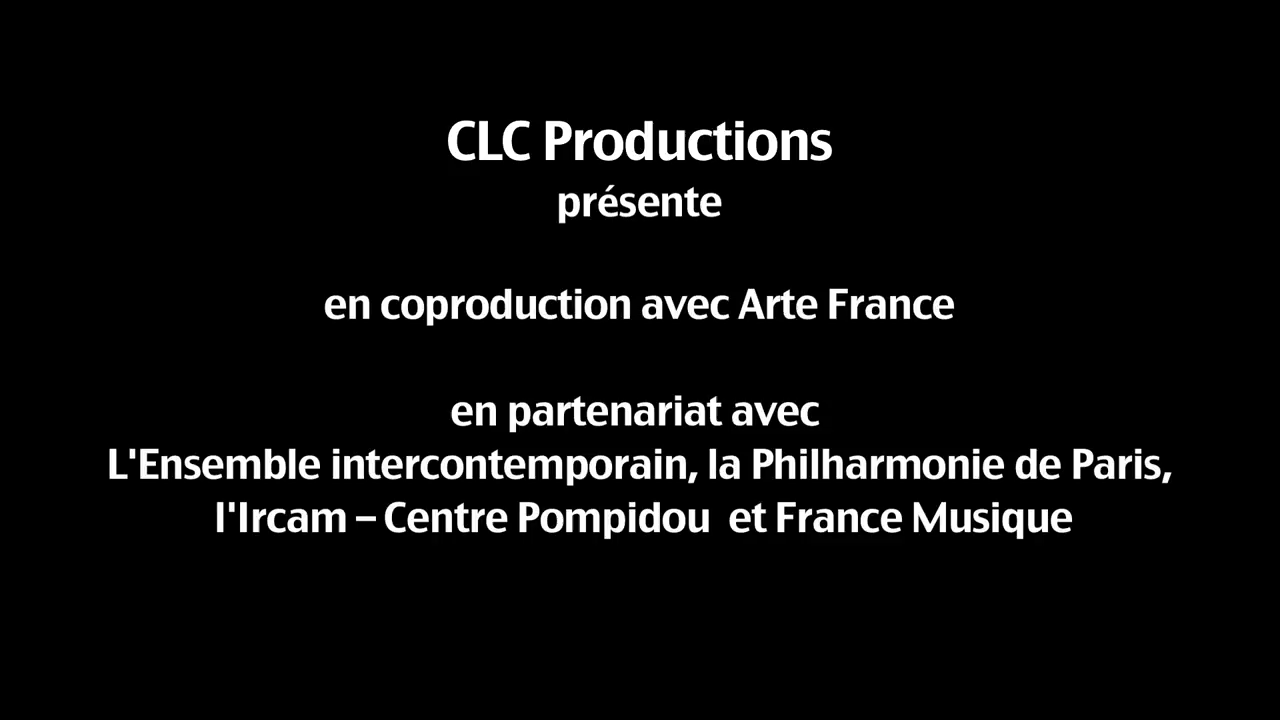 CLC Productions
présente
en coproduction avec Arte France
en partenariat avec
L'Ensemble intercontemporain, la Philharmonie de Paris,
l'Ircam – Centre Pompidou et France Musique